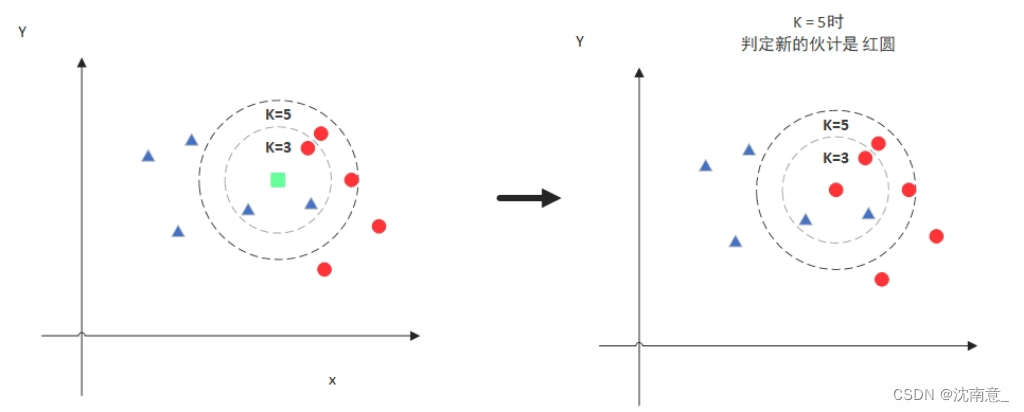 Y
K=5
K=3
x
K = 5时
判定新的伙计是 红圆
Y
K=5
K=3
CSDN @沈南意_